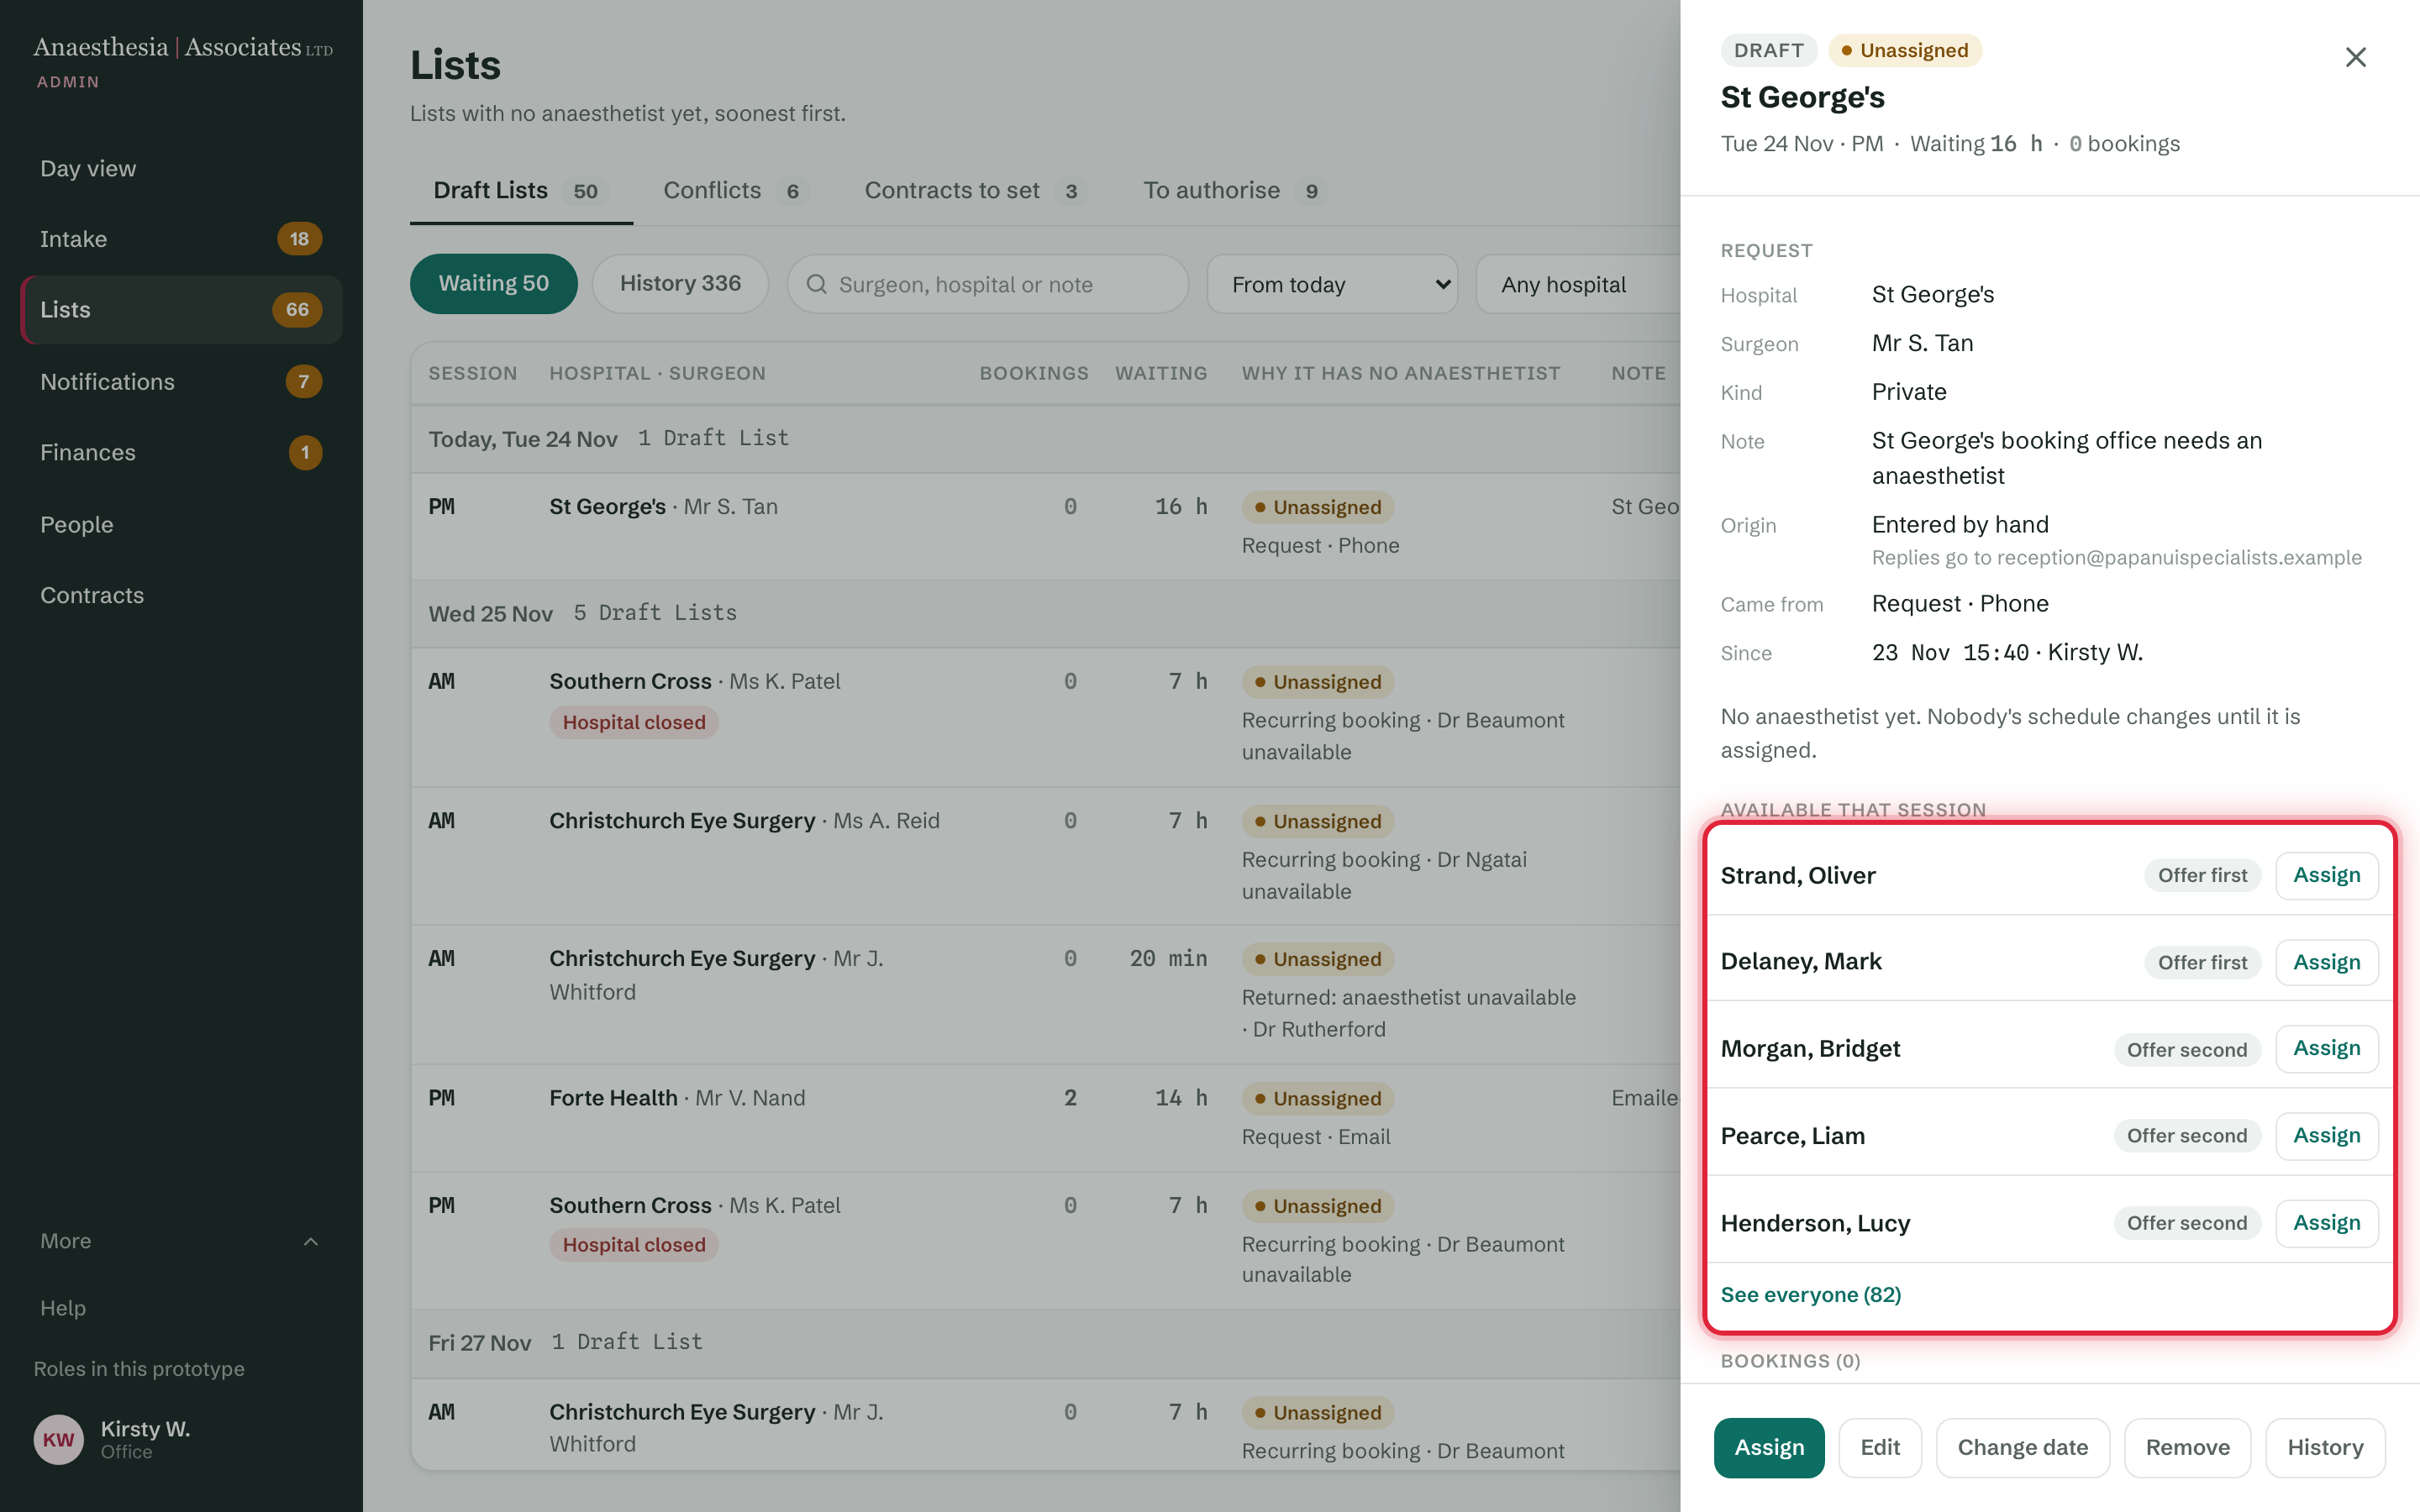 Anaesthesia | Associates LTD
ADMIN
Day view
Intake 18
Lists 66
Notifications 7
Finances 1
People
Contracts
More
Help
Roles in this prototype
KW
Kirsty W.
Office
Lists
Lists with no anaesthetist yet, soonest first.
Draft Lists 50 Conflicts 6 Contracts to set 3 To authorise 9
Waiting 50 History 336 Surgeon, hospital or note From today Any hospital
SESSION HOSPITAL · SURGEON BOOKINGS WAITING WHY IT HAS NO ANAESTHETIST NOTE
Today, Tue 24 Nov 1 Draft List
PM St George's · Mr S. Tan 0 16 h Unassigned St Geo
Request · Phone
Wed 25 Nov 5 Draft Lists
AM Southern Cross · Ms K. Patel 0 7 h Unassigned
Hospital closed Recurring booking · Dr Beaumont
unavailable
AM Christchurch Eye Surgery · Ms A. Reid 0 7 h Unassigned
Recurring booking · Dr Ngatai
unavailable
AM Christchurch Eye Surgery · Mr J. 0 20 min Unassigned
Whitford Returned: anaesthetist unavailable
· Dr Rutherford
PM Forte Health · Mr V. Nand 2 14 h Unassigned Emaile
Request · Email
PM Southern Cross · Ms K. Patel 0 7 h Unassigned
Hospital closed Recurring booking · Dr Beaumont
unavailable
Fri 27 Nov 1 Draft List
AM Christchurch Eye Surgery · Mr J. 0 7 h Unassigned
Whitford Recurring booking · Dr Beaumont
DRAFT Unassigned
St George's
Tue 24 Nov · PM · Waiting 16 h · 0 bookings
REQUEST
Hospital St George's
Surgeon Mr S. Tan
Kind Private
Note St George's booking office needs an
anaesthetist
Origin Entered by hand
Replies go to reception@papanuispecialists.example
Came from Request · Phone
Since 23 Nov 15:40 · Kirsty W.
No anaesthetist yet. Nobody's schedule changes until it is
assigned.
AVAILABLE THAT SESSION
Strand, Oliver Offer first Assign
Delaney, Mark Offer first Assign
Morgan, Bridget Offer second Assign
Pearce, Liam Offer second Assign
Henderson, Lucy Offer second Assign
See everyone (82)
BOOKINGS (0)
Assign Edit Change date Remove History